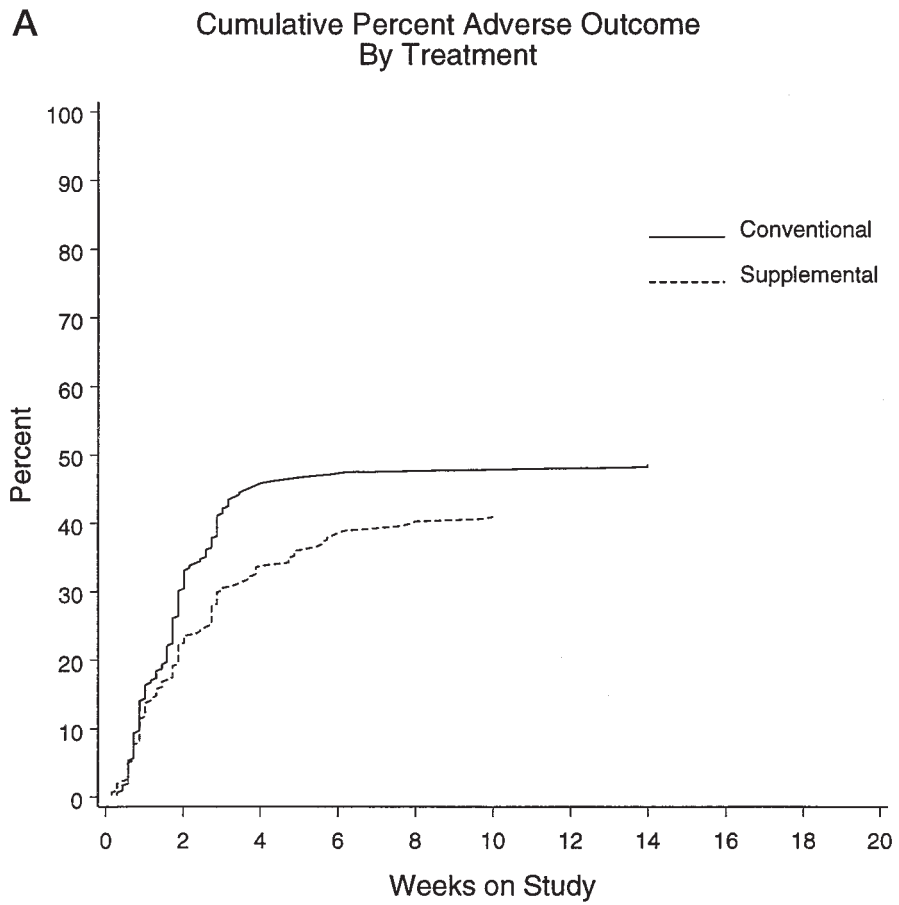 A
Cumulative Percent Adverse Outcome
By Treatment
100
90
80
70
60
50
40
30
20
10
0
Percent
Conventional
Supplemental
0 2 4 6 8 10 12 14 16 18 20
Weeks on Study